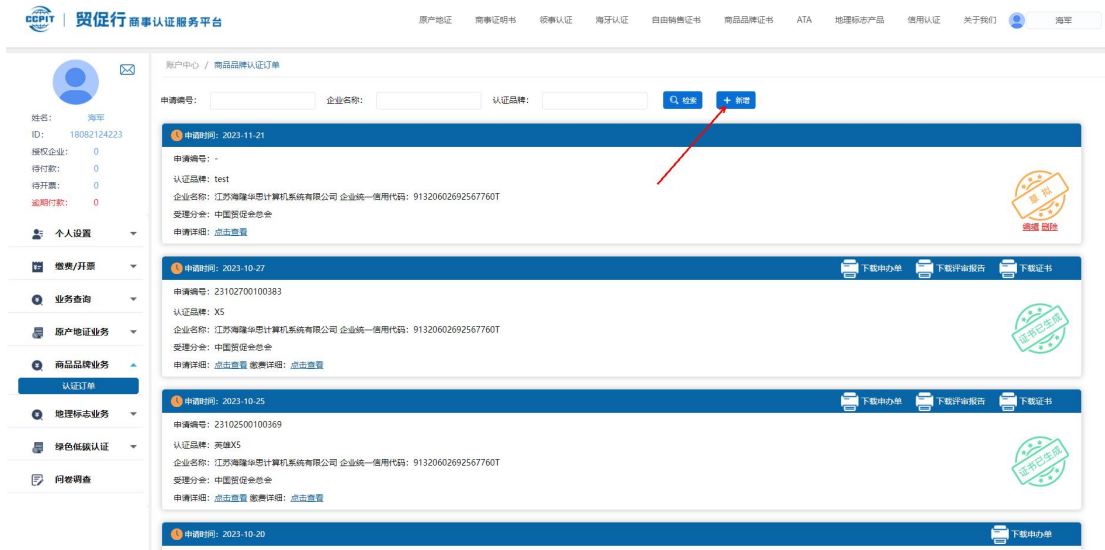 CCPIT 贸促行 商事认证服务平台
原产地证 商事证明书 领事认证 海牙认证 自由销售证书 商品品牌证书 ATA 地理标志产品 信用认证 关于我们 海军
账户中心 / 商品品牌认证订单
申请编号: 企业名称: 认证品牌: 检索 + 新增
姓名: 海军
ID: 18082124223
授权企业: 0
待付款: 0
待开票: 0
逾期付款: 0
个人设置
缴费/开票
业务查询
原产地证业务
商品品牌业务
认证订单
地理标志业务
绿色低碳认证
问卷调查
申请时间: 2023-11-21
申请编号: -
认证品牌: test
企业名称: 江苏海隆华思计算机系统有限公司 企业统一信用代码: 91320602692567760T
受理分会: 中国贸促会总会
申请详细: 点击查看
草拟
编辑 删除
申请时间: 2023-10-27 下载申办单 下载评审报告 下载证书
申请编号: 23102700100383
认证品牌: X5
企业名称: 江苏海隆华思计算机系统有限公司 企业统一信用代码: 91320602692567760T
受理分会: 中国贸促会总会
申请详细: 点击查看 缴费详细: 点击查看
证书已生成
申请时间: 2023-10-25 下载申办单 下载评审报告 下载证书
申请编号: 23102500100369
认证品牌: 英雄X5
企业名称: 江苏海隆华思计算机系统有限公司 企业统一信用代码: 91320602692567760T
受理分会: 中国贸促会总会
申请详细: 点击查看 缴费详细: 点击查看
证书已生成
申请时间: 2023-10-20 下载申办单